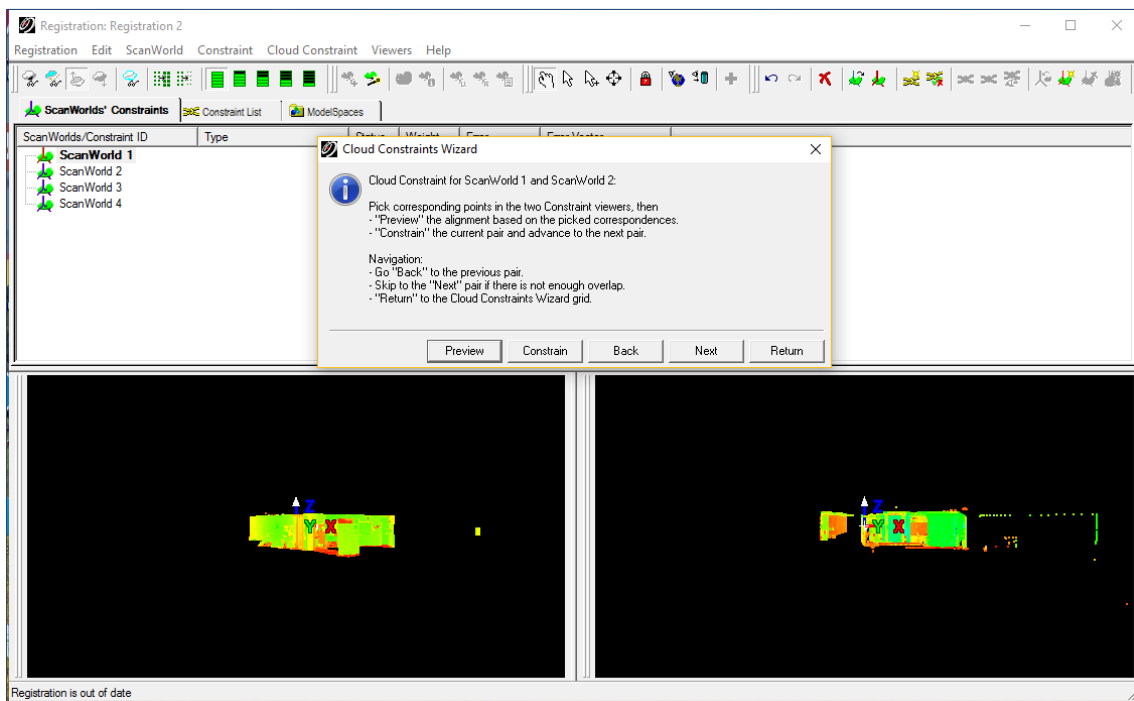 Registration: Registration 2
Registration Edit ScanWorld Constraint Cloud Constraint Viewers Help
ScanWorlds' Constraints Constraint List ModelSpaces
ScanWorlds/Constraint ID Type Status Weight Error Error Vector
ScanWorld 1
ScanWorld 2
ScanWorld 3
ScanWorld 4
Cloud Constraints Wizard
Cloud Constraint for ScanWorld 1 and ScanWorld 2:
Pick corresponding points in the two Constraint viewers, then
- "Preview" the alignment based on the picked correspondences.
- "Constrain" the current pair and advance to the next pair.
Navigation:
- Go "Back" to the previous pair.
- Skip to the "Next" pair if there is not enough overlap.
- "Return" to the Cloud Constraints Wizard grid.
Preview Constrain Back Next Return
Z
Y X
Z
Y X
Registration is out of date